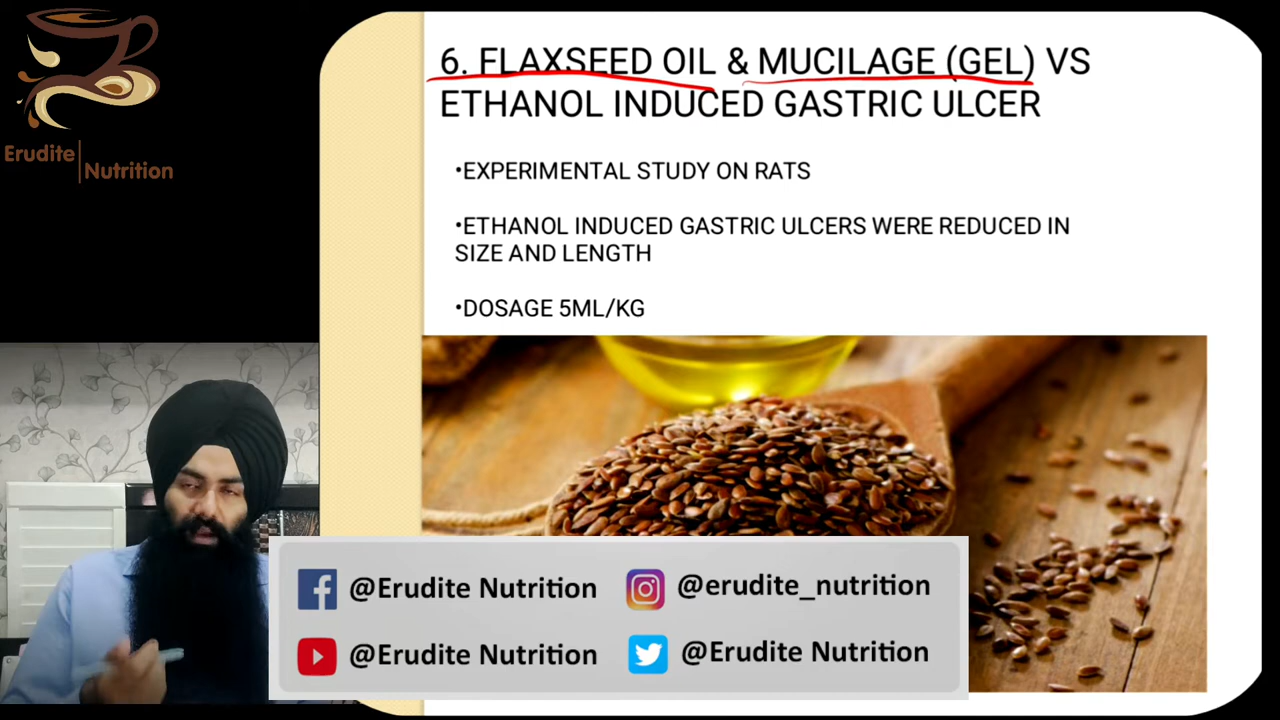 Erudite
Nutrition
6. FLAXSEED OIL & MUCILAGE (GEL) VS
ETHANOL INDUCED GASTRIC ULCER
•EXPERIMENTAL STUDY ON RATS
•ETHANOL INDUCED GASTRIC ULCERS WERE REDUCED IN
SIZE AND LENGTH
•DOSAGE 5ML/KG
@Erudite Nutrition
@erudite_nutrition
@Erudite Nutrition
@Erudite Nutrition